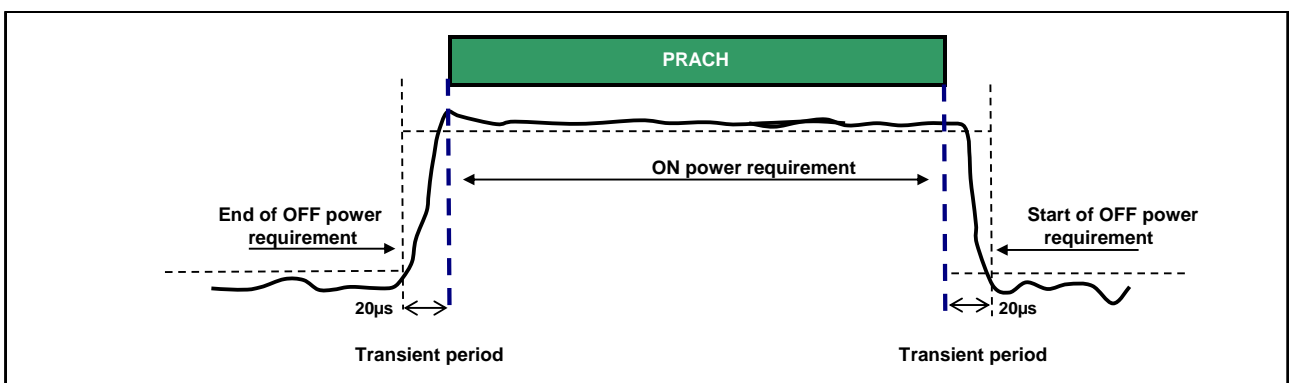 PRACH
ON power requirement
End of OFF power
requirement
Start of OFF power
requirement
20µs
20µs
Transient period
Transient period